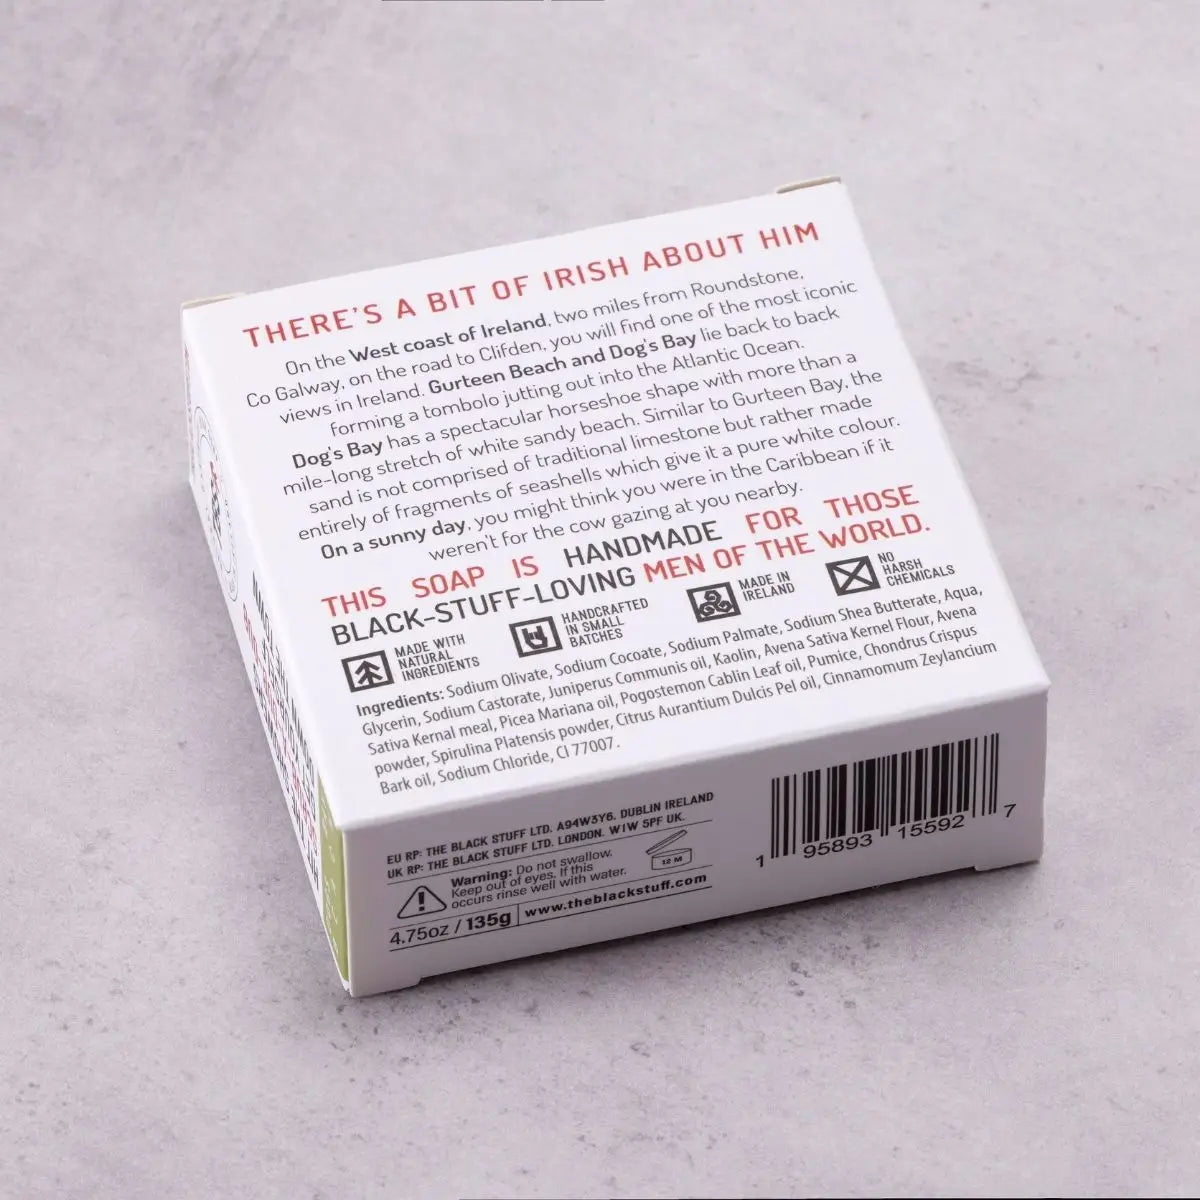 THERE'S A BIT OF IRISH ABOUT HIM
On the West coast of Ireland, two miles from Roundstone,
Co Galway, on the road to Clifden, you will find one of the most iconic
views in Ireland. Gurteen Beach and Dog's Bay lie back to back
forming a tombolo jutting out into the Atlantic Ocean.
Dog's Bay has a spectacular horseshoe shape with more than a
mile-long stretch of white sandy beach. Similar to Gurteen Bay, the
sand is not comprised of traditional limestone but rather made
entirely of fragments of seashells which give it a pure white colour.
On a sunny day, you might think you were in the Caribbean if it
weren't for the cow gazing at you nearby.
THIS SOAP IS HANDMADE FOR THOSE
BLACK-STUFF-LOVING MEN OF THE WORLD.
MADE WITH
NATURAL
INGREDIENTS
HANDCRAFTED
IN SMALL
BATCHES
MADE IN
IRELAND
NO
HARSH
CHEMICALS
Ingredients: Sodium Olivate, Sodium Cocoate, Sodium Palmate, Sodium Shea Butterate, Aqua,
Glycerin, Sodium Castorate, Juniperus Communis oil, Kaolin, Avena Sativa Kernel Flour, Avena
Sativa Kernal meal, Picea Mariana oil, Pogostemon Cablin Leaf oil, Pumice, Chondrus Crispus
powder, Spirulina Platensis powder, Citrus Aurantium Dulcis Pel oil, Cinnamomum Zeylancium
Bark oil, Sodium Chloride, CI 77007.
EU RP: THE BLACK STUFF LTD. A94W3Y6. DUBLIN IRELAND
UK RP: THE BLACK STUFF LTD. LONDON. W1W 5PF UK.
Warning: Do not swallow.
Keep out of eyes. If this
occurs rinse well with water.
12 M
4.75oz / 135g www.theblackstuff.com
1 95893 15592 7